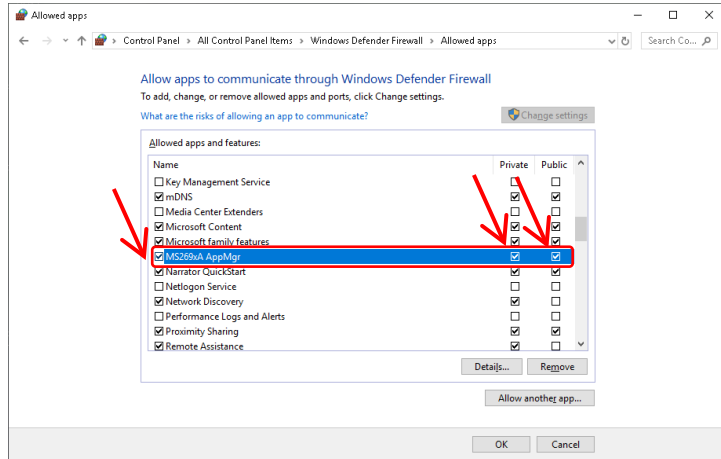 Allowed apps
Control Panel > All Control Panel Items > Windows Defender Firewall > Allowed apps
Search Co...
Allow apps to communicate through Windows Defender Firewall
To add, change, or remove allowed apps and ports, click Change settings.
What are the risks of allowing an app to communicate?
Change settings
Allowed apps and features:
Name Private Public
Key Management Service
mDNS
Media Center Extenders
Microsoft Content
Microsoft family features
MS269xA AppMgr
Narrator QuickStart
Netlogon Service
Network Discovery
Performance Logs and Alerts
Proximity Sharing
Remote Assistance
Details... Remove
Allow another app...
OK Cancel